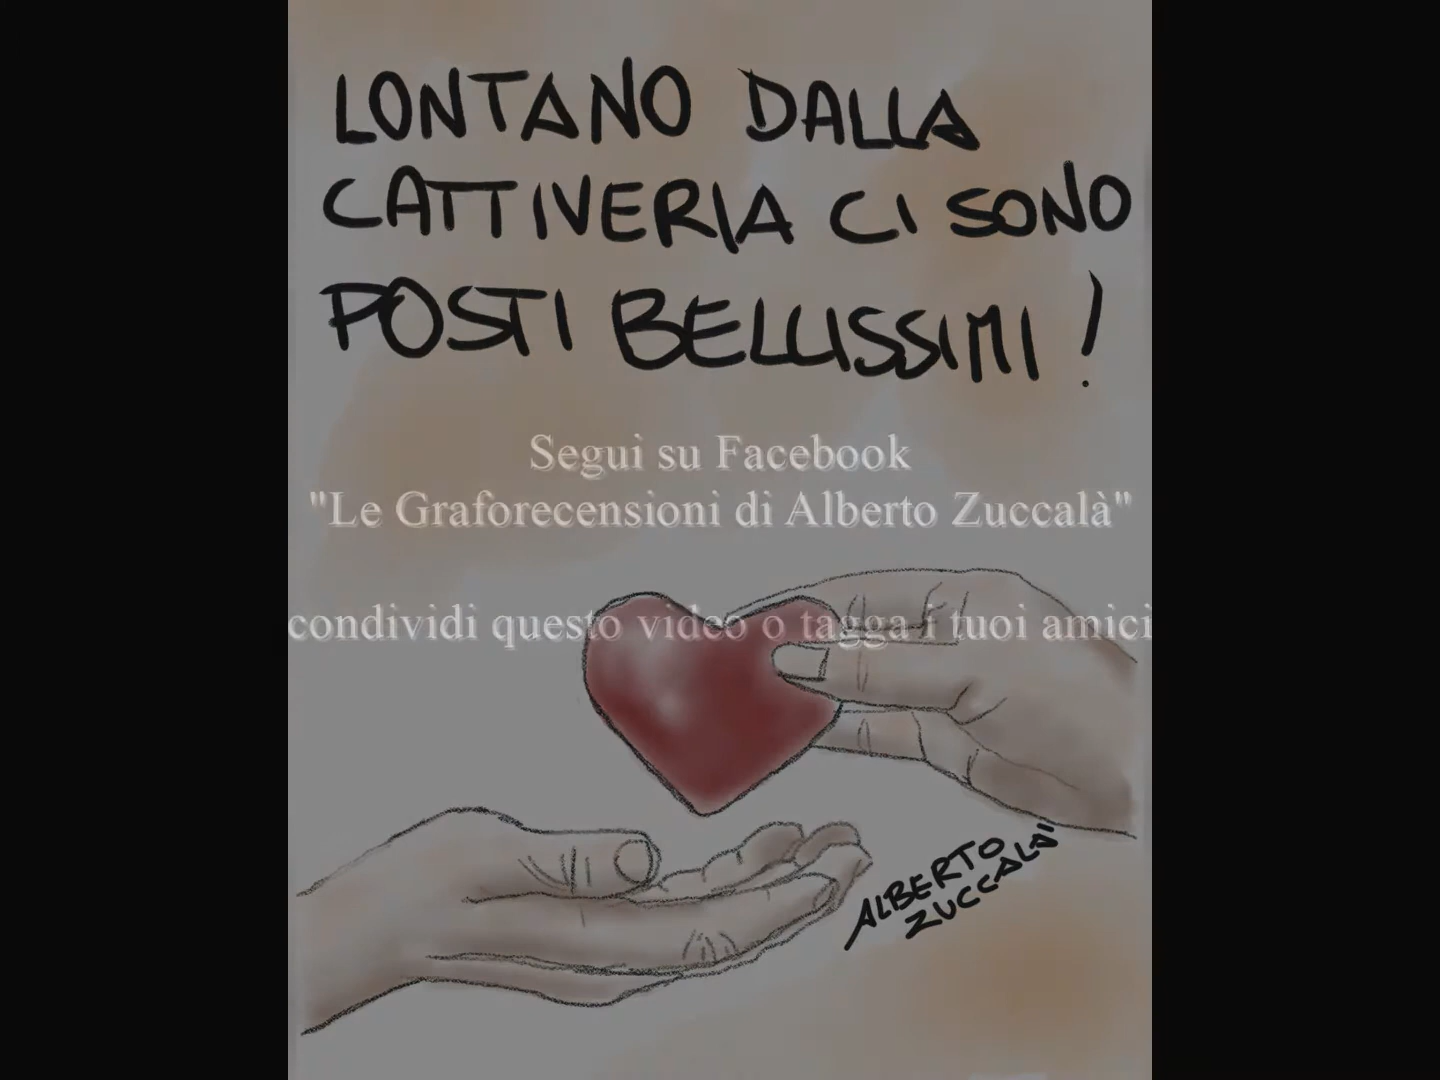 LONTANO DALLA
CATTIVERIA CI SONO
POSTI BELLISSIMI!
Segui su Facebook
"Le Graforecensioni di Alberto Zuccalà"
condividi questo video o tagga i tuoi amici
ALBERTO
ZUCCALÀ